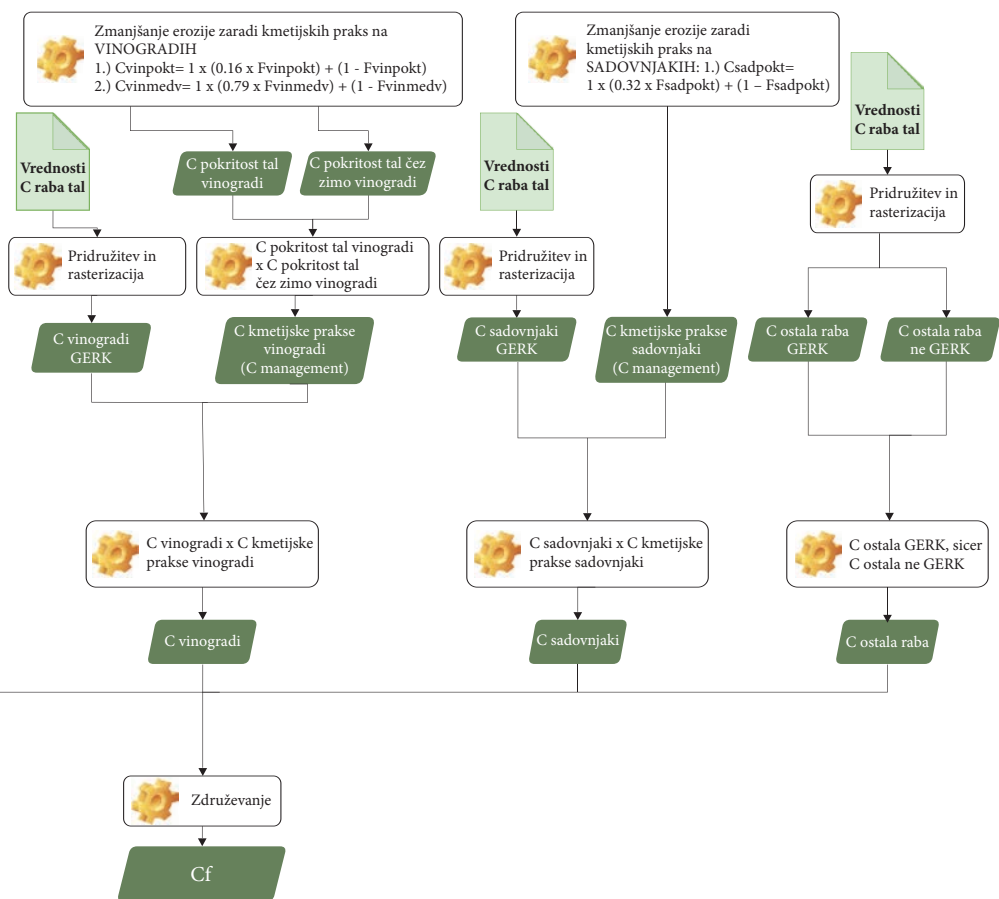 Zmanjšanje erozije zaradi kmetijskih praks na
VINOGRADIH
1.) Cvinpokt= 1 x (0.16 x Fvinpokt) + (1 - Fvinpokt)
2.) Cvinmedv= 1 x (0.79 x Fvinmedv) + (1 - Fvinmedv)
Zmanjšanje erozije zaradi
kmetijskih praks na
SADOVNJAKIH: 1.) Csadpokt=
1 x (0.32 x Fsadpokt) + (1 – Fsadpokt)
Vrednosti
C raba tal
Vrednosti
C raba tal
Vrednosti
C raba tal
C pokritost tal
vinogradi
C pokritost tal čez
zimo vinogradi
Pridružitev in
rasterizacija
Pridružitev in
rasterizacija
C pokritost tal vinogradi
x C pokritost tal
čez zimo vinogradi
Pridružitev in
rasterizacija
C vinogradi
GERK
C kmetijske prakse
vinogradi
(C management)
C sadovnjaki
GERK
C kmetijske prakse
sadovnjaki
(C management)
C ostala raba
GERK
C ostala raba
ne GERK
C vinogradi x C kmetijske
prakse vinogradi
C sadovnjaki x C kmetijske
prakse sadovnjaki
C ostala GERK, sicer
C ostala ne GERK
C vinogradi
C sadovnjaki
C ostala raba
Združevanje
Cf